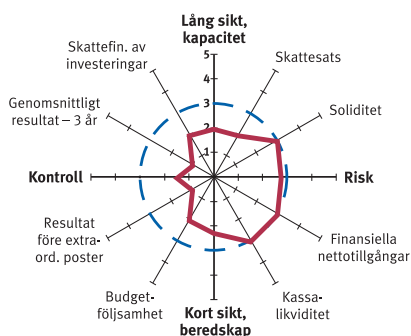 Lång sikt,
kapacitet
Skattefin. av
investeringar
Skattesats
Genomsnittligt
resultat – 3 år
Soliditet
5
4
3
2
1
Kontroll
Risk
Resultat
före extra-
ord. poster
Finansiella
nettotillgångar
Budget-
följsamhet
Kassa-
likviditet
Kort sikt,
beredskap